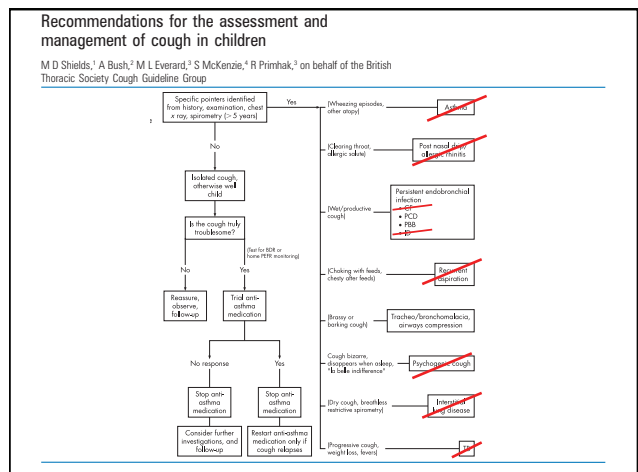 Recommendations for the assessment and
management of cough in children
M D Shields,¹ A Bush,² M L Everard,³ S McKenzie,⁴ R Primhak,³ on behalf of the British
Thoracic Society Cough Guideline Group
Specific pointers identified
from history, examination, chest
x ray, spirometry (> 5 years)
Yes
No
Isolated cough,
otherwise well
child
Is the cough truly
troublesome?
(Test for BDR or
home PEFR monitoring)
No
Yes
Reassure,
observe,
follow-up
Trial anti-
asthma
medication
No response
Yes
Stop anti-
asthma
medication
Stop anti-
asthma
medication
Consider further
investigations, and
follow-up
Restart anti-asthma
medication only if
cough relapses
(Wheezing episodes,
other atopy)
Asthma
(Clearing throat,
allergic salute)
Post nasal drip/
allergic rhinitis
(Wet/productive
cough)
Persistent endobronchial
infection
• CF
• PCD
• PBB
• ID
(Choking with feeds,
chesty after feeds)
Recurrent
aspiration
(Brassy or
barking cough)
Tracheo/bronchomalacia,
airways compression
Cough bizarre,
disappears when asleep,
"la belle indifference"
Psychogenic cough
(Dry cough, breathless
restrictive spirometry)
Interstitial
lung disease
(Progressive cough,
weight loss, fevers)
TB